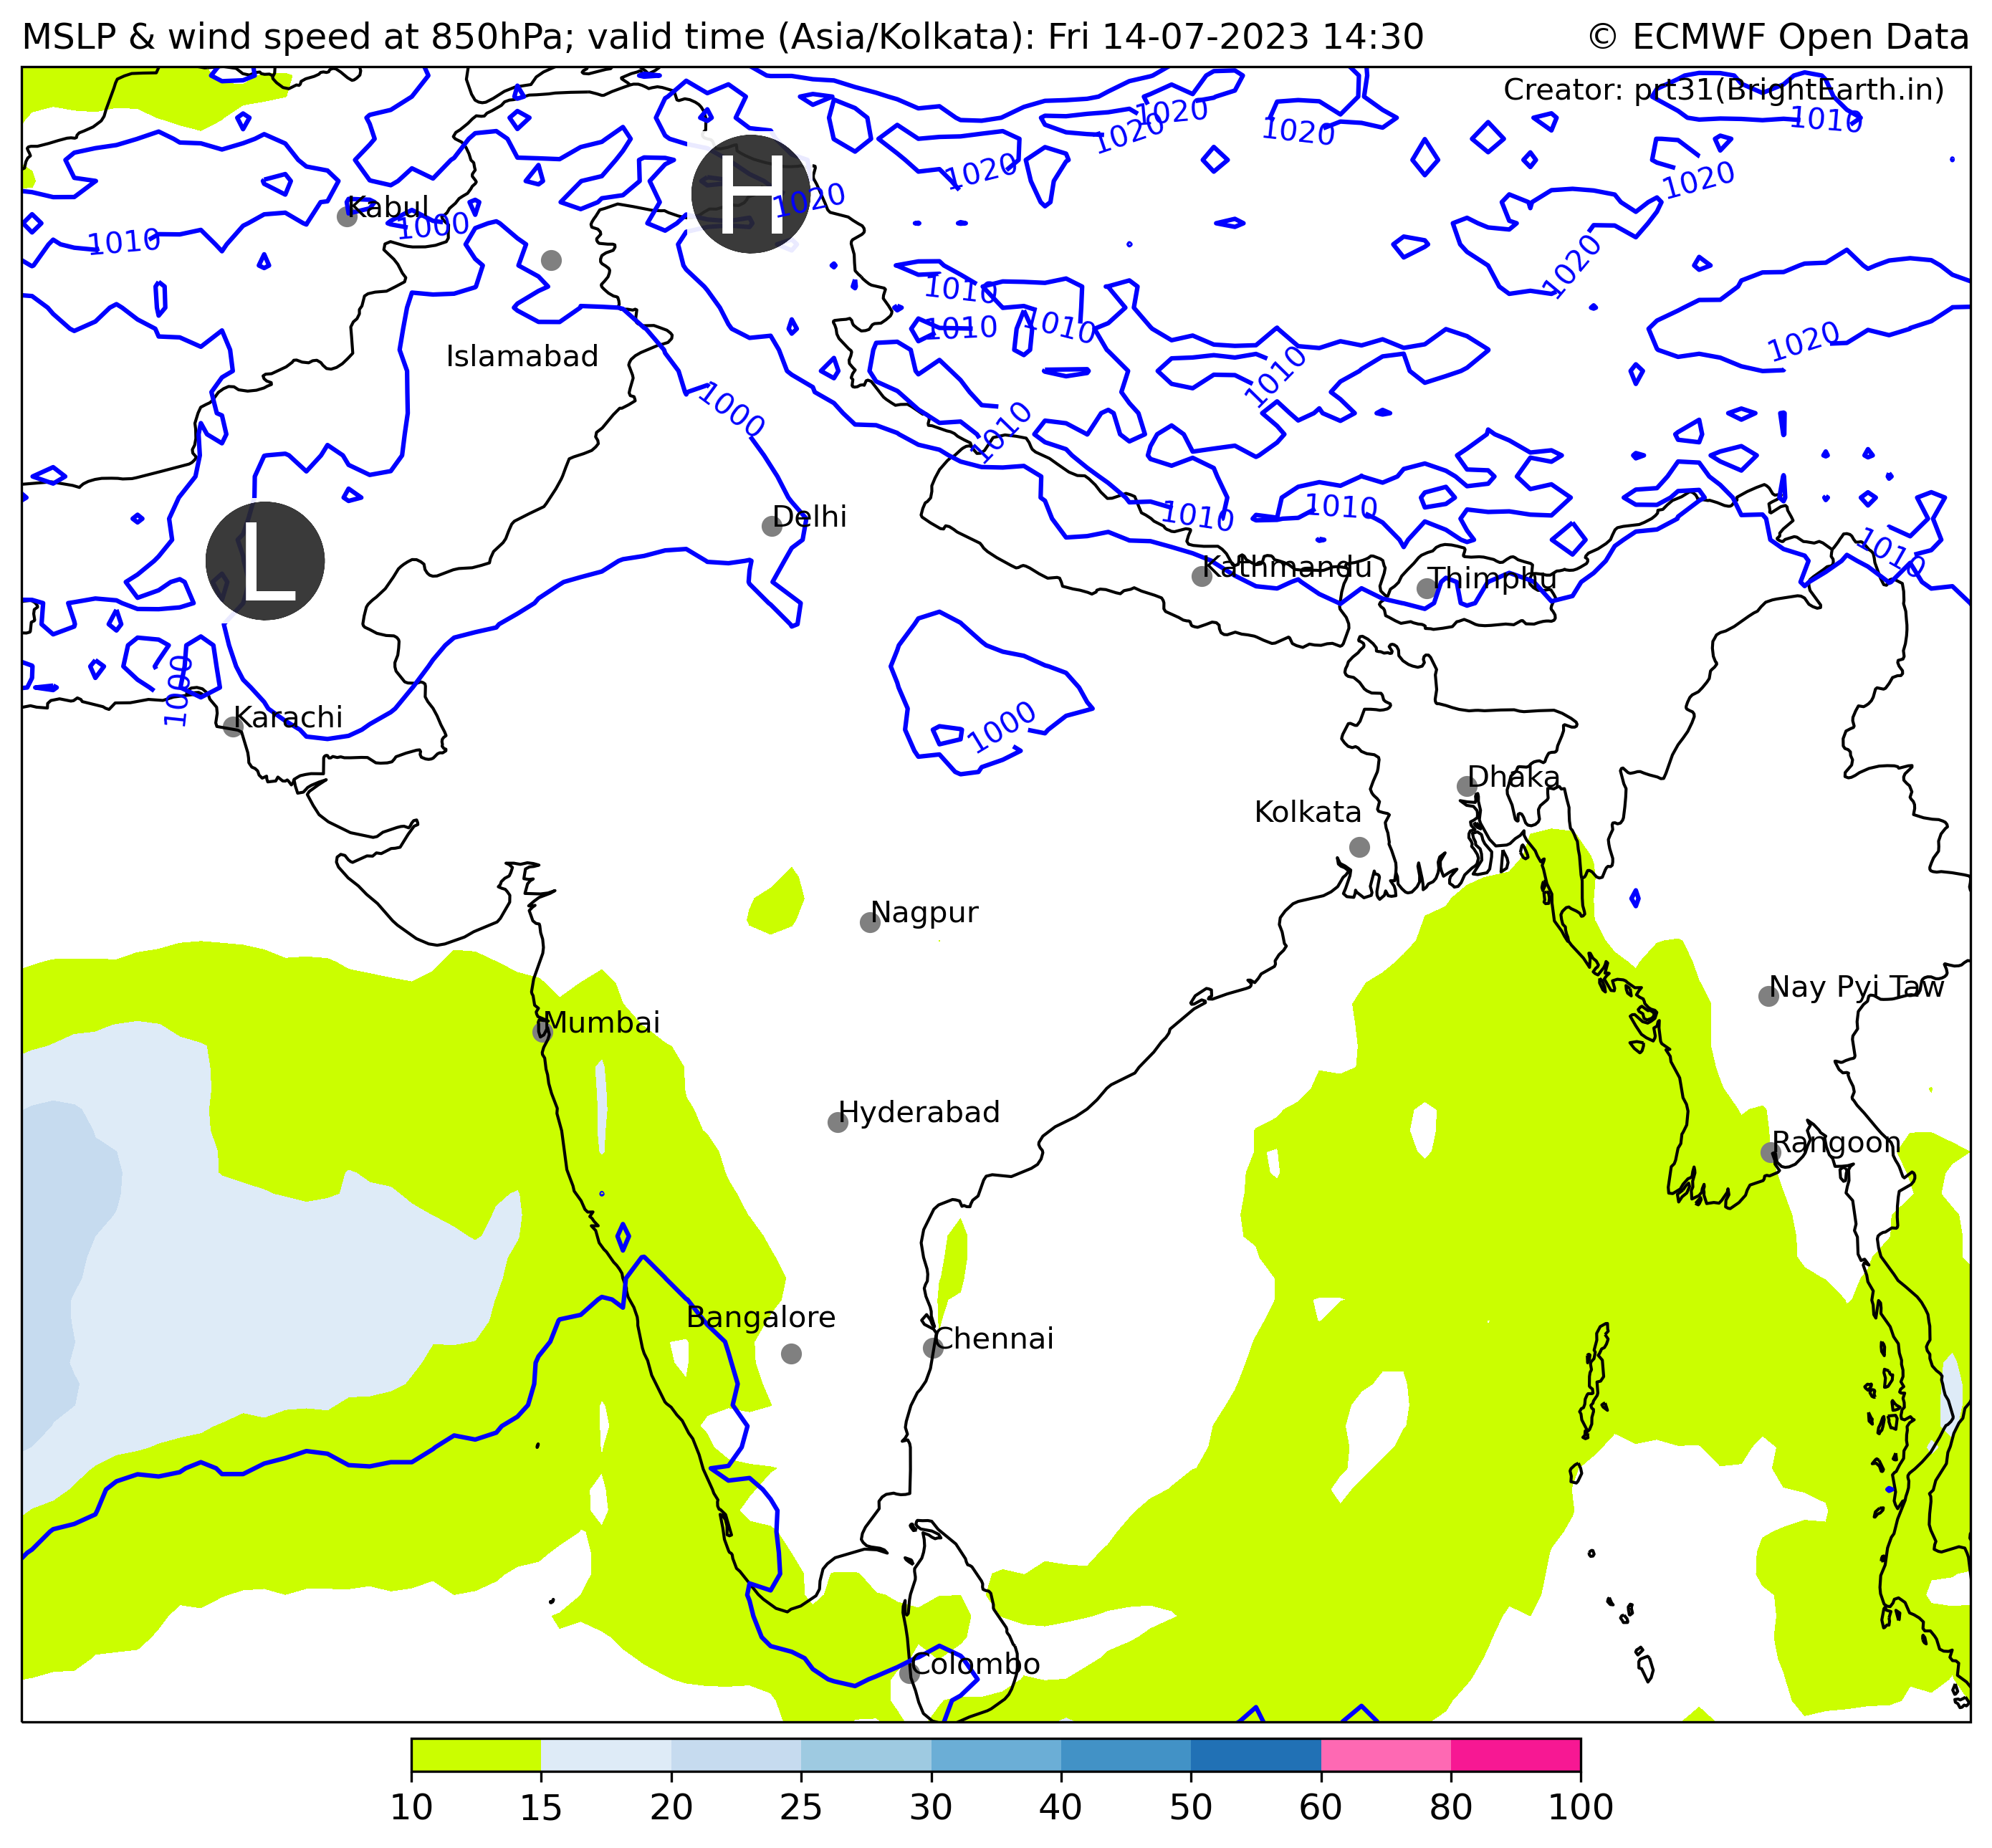 MSLP & wind speed at 850hPa; valid time (Asia/Kolkata): Fri 14-07-2023 14:30 © ECMWF Open Data
Creator: prt31(BrightEarth.in)
1020
1020
1020
1010
1020
1020
H
1020
Kabul
1000
1010
1020
1010
1010
1010
1020
Islamabad
1010
1000
1010
Delhi
1010
1010
L
1010
Kathmandu
Thimphu
1000
Karachi
1000
Dhaka
Kolkata
Nagpur
Nay Pyi Taw
Mumbai
Hyderabad
Rangoon
Bangalore
Chennai
Colombo
10 15 20 25 30 40 50 60 80 100